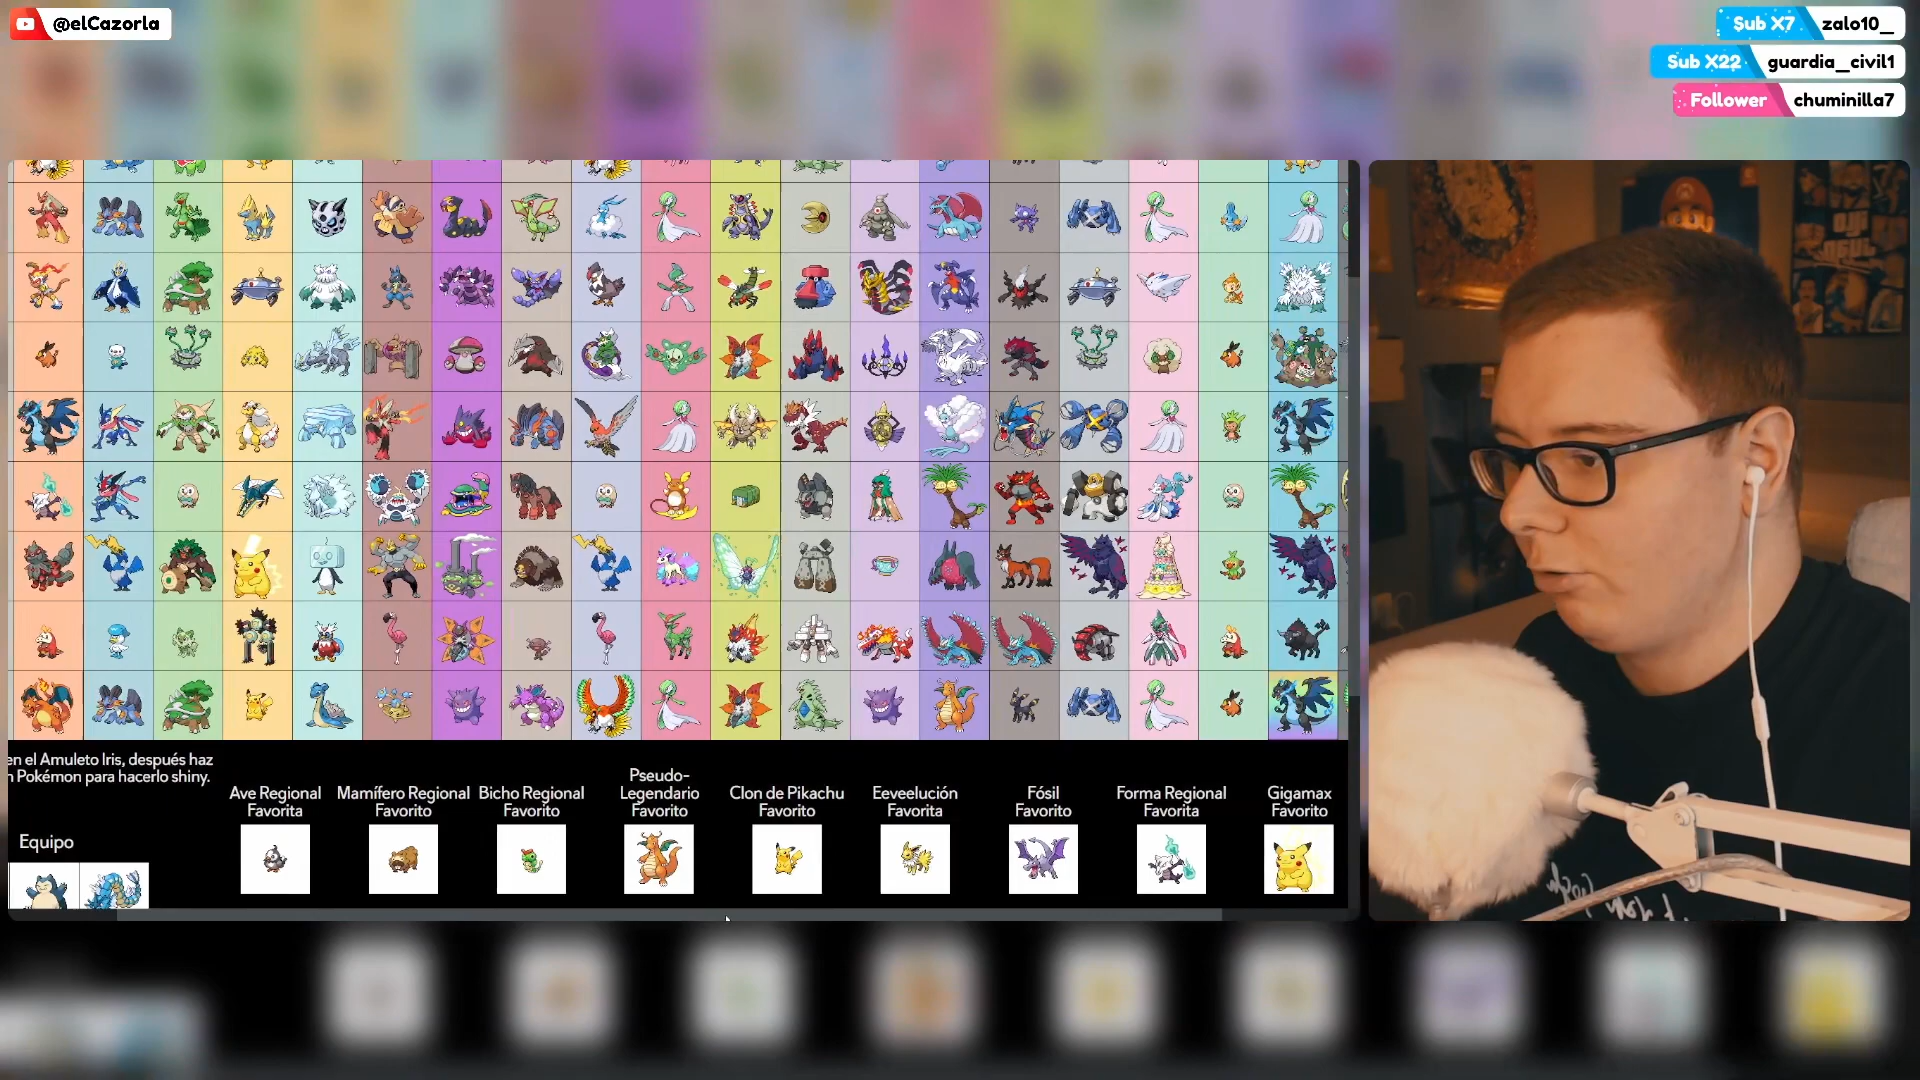 @elCazorla
Sub X7 zalo10_
Sub X22 guardia_civil1
Follower chuminilla7
en el Amuleto Iris, después haz
n Pokémon para hacerlo shiny.
Equipo
Ave Regional
Favorita
Mamífero Regional
Favorito
Bicho Regional
Favorito
Pseudo-
Legendario
Favorito
Clon de Pikachu
Favorito
Eeveelución
Favorita
Fósil
Favorito
Forma Regional
Favorita
Gigamax
Favorito